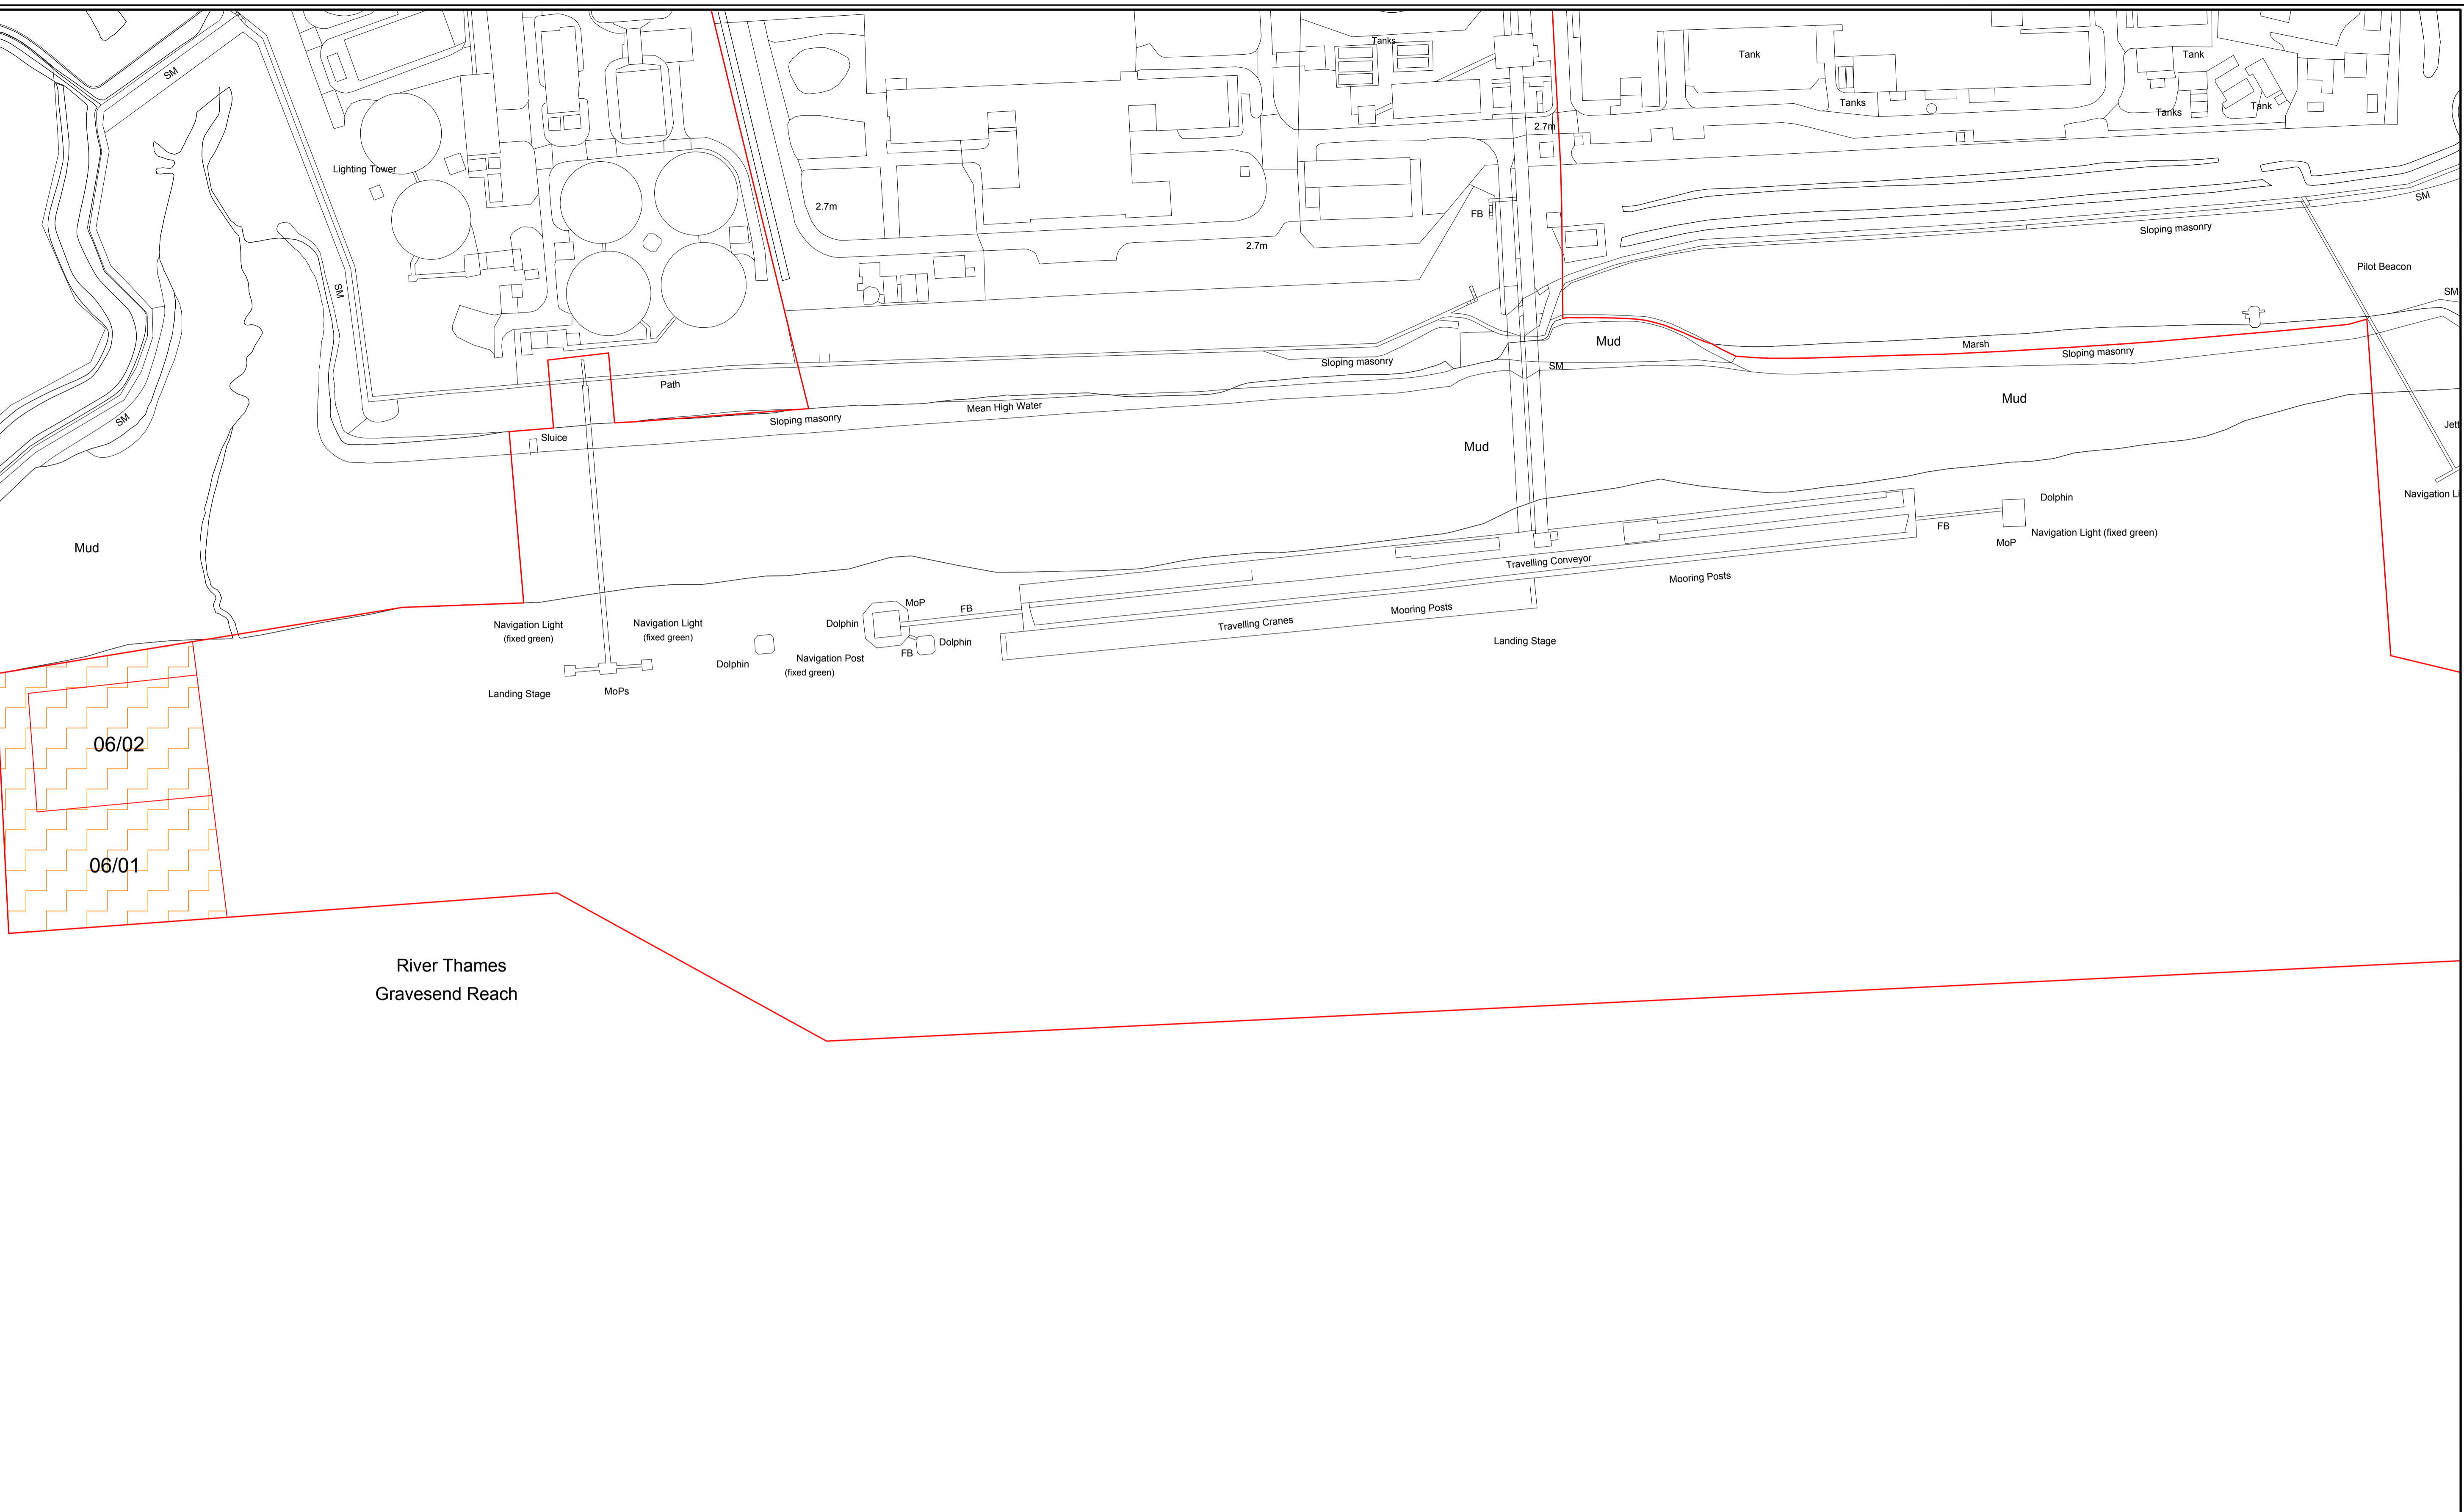 Tanks
Tank
Tank
SM
Tanks
Tanks
Tank
2.7m
Lighting Tower
2.7m
FB
SM
2.7m
Sloping masonry
Pilot Beacon
SM
SM
Mud
Marsh
Sloping masonry
Sloping masonry
SM
Path
Mean High Water
Mud
SM
Sloping masonry
Jett
Sluice
Mud
Navigation Li
Dolphin
FB
Navigation Light (fixed green)
MoP
Mud
Travelling Conveyor
Mooring Posts
MoP
FB
Mooring Posts
Navigation Light
(fixed green)
Navigation Light
(fixed green)
Dolphin
Travelling Cranes
Dolphin
Landing Stage
FB
Navigation Post
(fixed green)
Dolphin
Landing Stage
MoPs
06/02
06/01
River Thames
Gravesend Reach